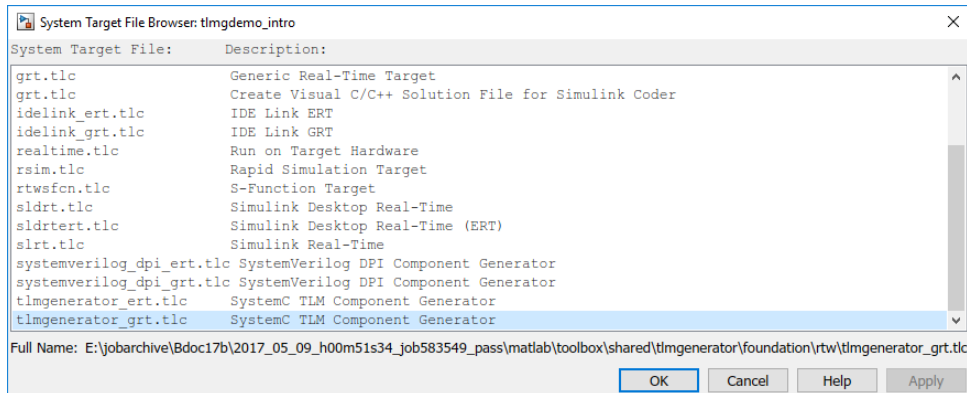 System Target File Browser: tlmgdemo_intro
System Target File: Description:
grt.tlc Generic Real-Time Target
grt.tlc Create Visual C/C++ Solution File for Simulink Coder
idelink_ert.tlc IDE Link ERT
idelink_grt.tlc IDE Link GRT
realtime.tlc Run on Target Hardware
rsim.tlc Rapid Simulation Target
rtwsfcn.tlc S-Function Target
sldrt.tlc Simulink Desktop Real-Time
sldrtert.tlc Simulink Desktop Real-Time (ERT)
slrt.tlc Simulink Real-Time
systemverilog_dpi_ert.tlc SystemVerilog DPI Component Generator
systemverilog_dpi_grt.tlc SystemVerilog DPI Component Generator
tlmgenerator_ert.tlc SystemC TLM Component Generator
tlmgenerator_grt.tlc SystemC TLM Component Generator
Full Name: E:\jobarchive\Bdoc17b\2017_05_09_h00m51s34_job583549_pass\matlab\toolbox\shared\tlmgenerator\foundation\rtw\tlmgenerator_grt.tlc
OK Cancel Help Apply